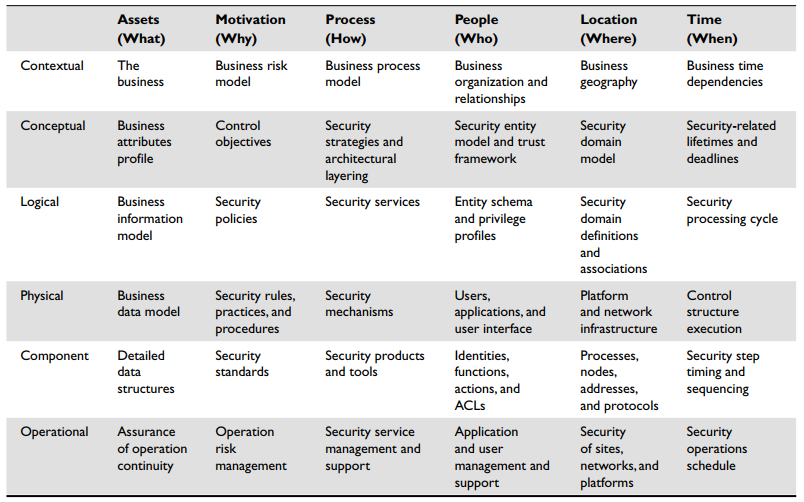 Assets Motivation Process People Location Time
(What) (Why) (How) (Who) (Where) (When)
Contextual The Business risk Business process Business Business Business time
business model model organization and geography dependencies
relationships
Conceptual Business Control Security Security entity Security Security-related
attributes objectives strategies and model and trust domain lifetimes and
profile architectural framework model deadlines
layering
Logical Business Security Security services Entity schema Security Security
information policies and privilege domain processing cycle
model profiles definitions
and
associations
Physical Business Security rules, Security Users, Platform Control
data model practices, and mechanisms applications, and and network structure
procedures user interface infrastructure execution
Component Detailed Security Security products Identities, Processes, Security step
data standards and tools functions, nodes, timing and
structures actions, and addresses, sequencing
ACLs and protocols
Operational Assurance Operation Security service Application Security Security
of operation risk management and and user of sites, operations
continuity management support management and networks, and schedule
support platforms